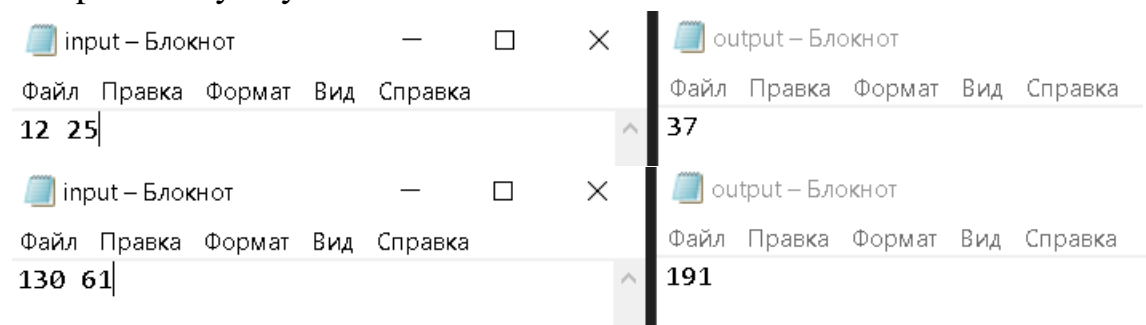 input – Блокнот
Файл Правка Формат Вид Справка
12 25
output – Блокнот
Файл Правка Формат Вид Справка
37
input – Блокнот
Файл Правка Формат Вид Справка
130 61
output – Блокнот
Файл Правка Формат Вид Справка
191